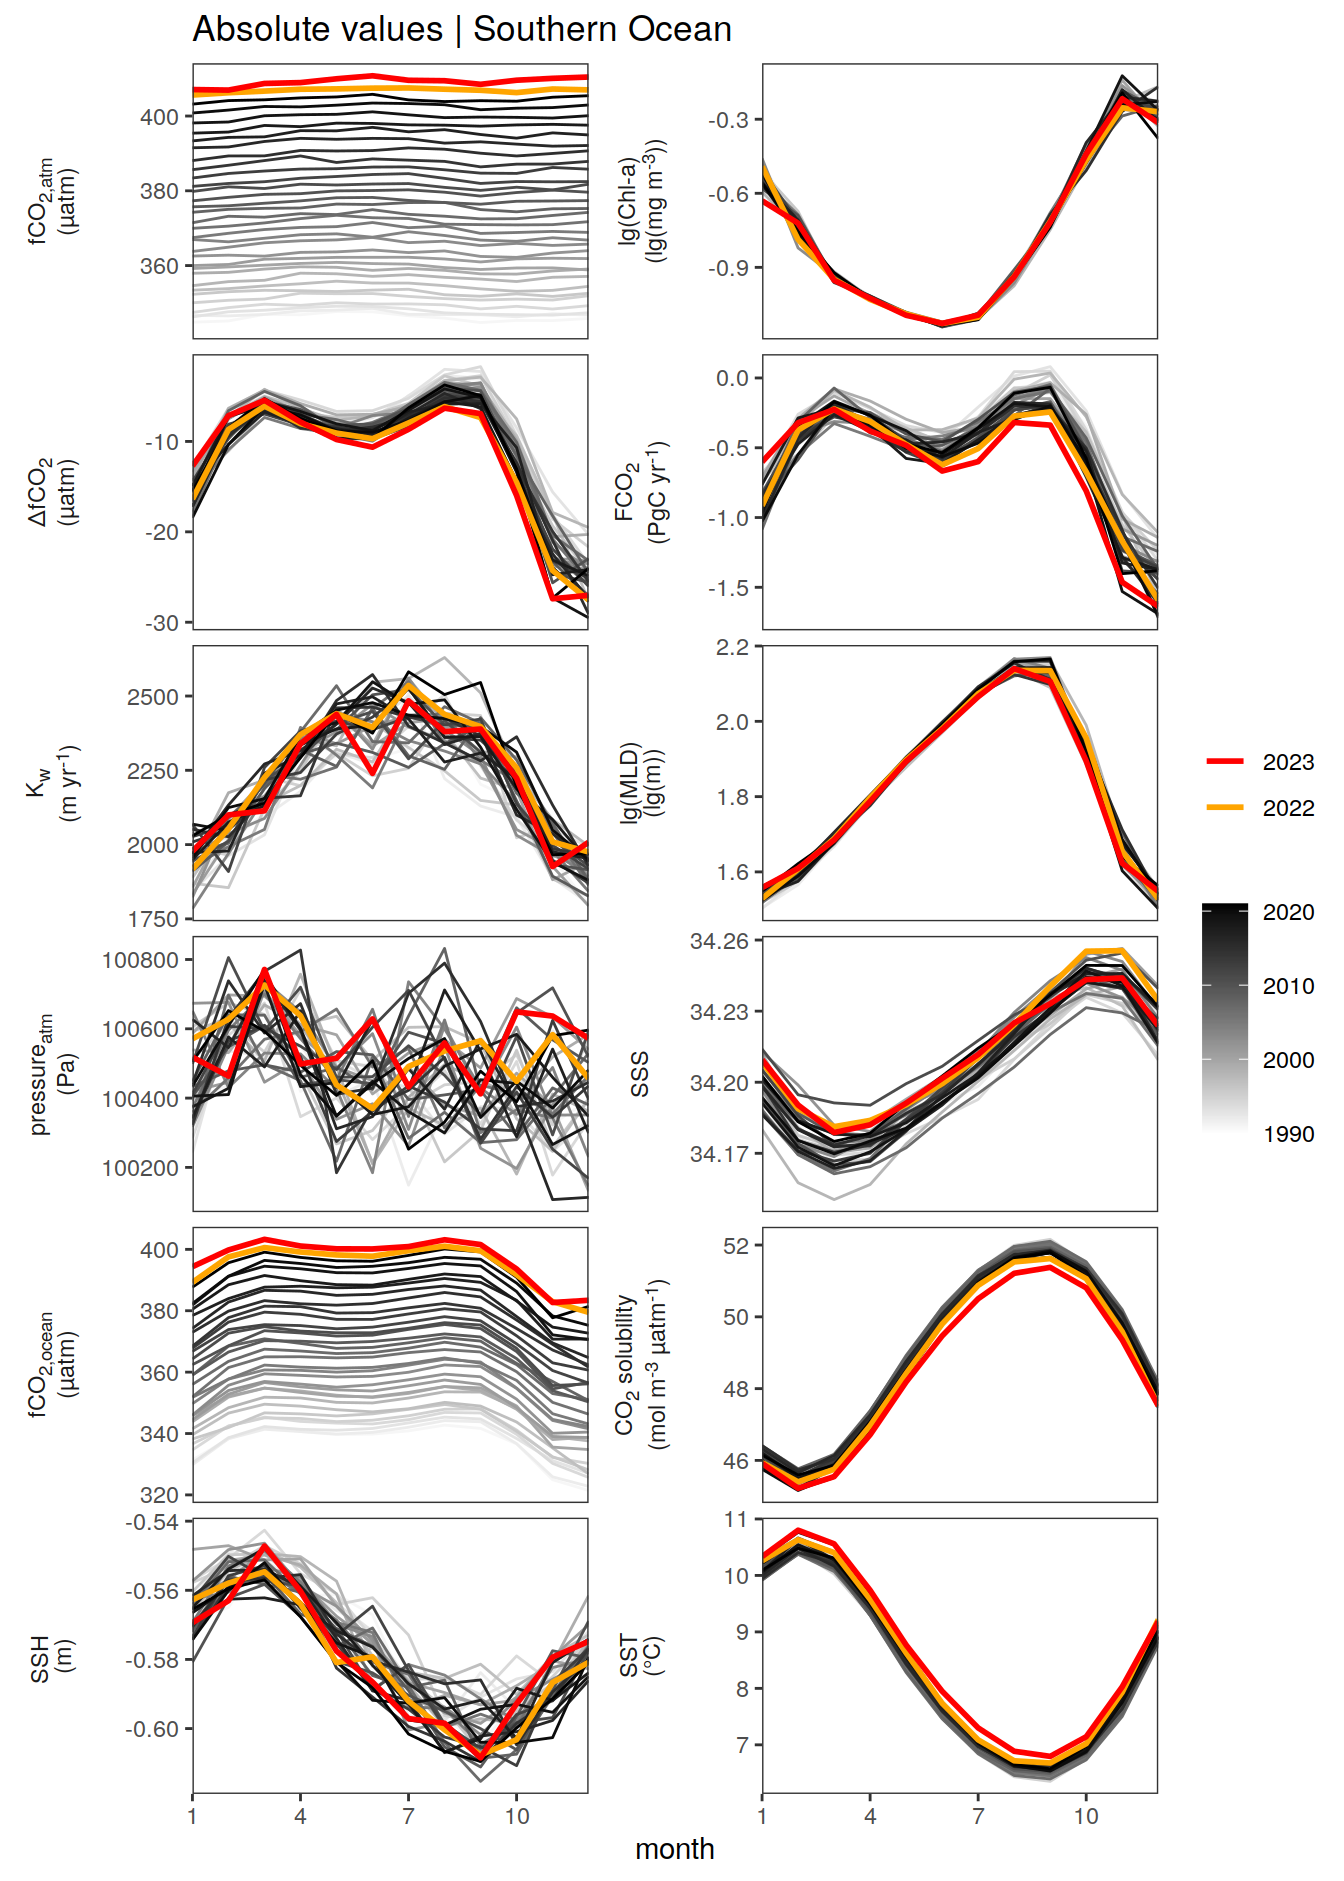 Absolute values | Southern Ocean
fCO2,atm
(µatm)
400
380
360
lg(Chl-a)
(lg(mg m-3))
-0.3
-0.6
-0.9
ΔfCO2
(µatm)
-10
-20
-30
FCO2
(PgC yr-1)
0.0
-0.5
-1.0
-1.5
Kw
(m yr-1)
2500
2250
2000
1750
lg(MLD)
(lg(m))
2.2
2.0
1.8
1.6
pressureatm
(Pa)
100800
100600
100400
100200
SSS
34.26
34.23
34.20
34.17
fCO2,ocean
(µatm)
400
380
360
340
320
CO2 solubility
(mol m-3 µatm-1)
52
50
48
46
SSH
(m)
-0.54
-0.56
-0.58
-0.60
SST
(°C)
11
10
9
8
7
1 4 7 10
1 4 7 10
month
2023
2022
2020
2010
2000
1990